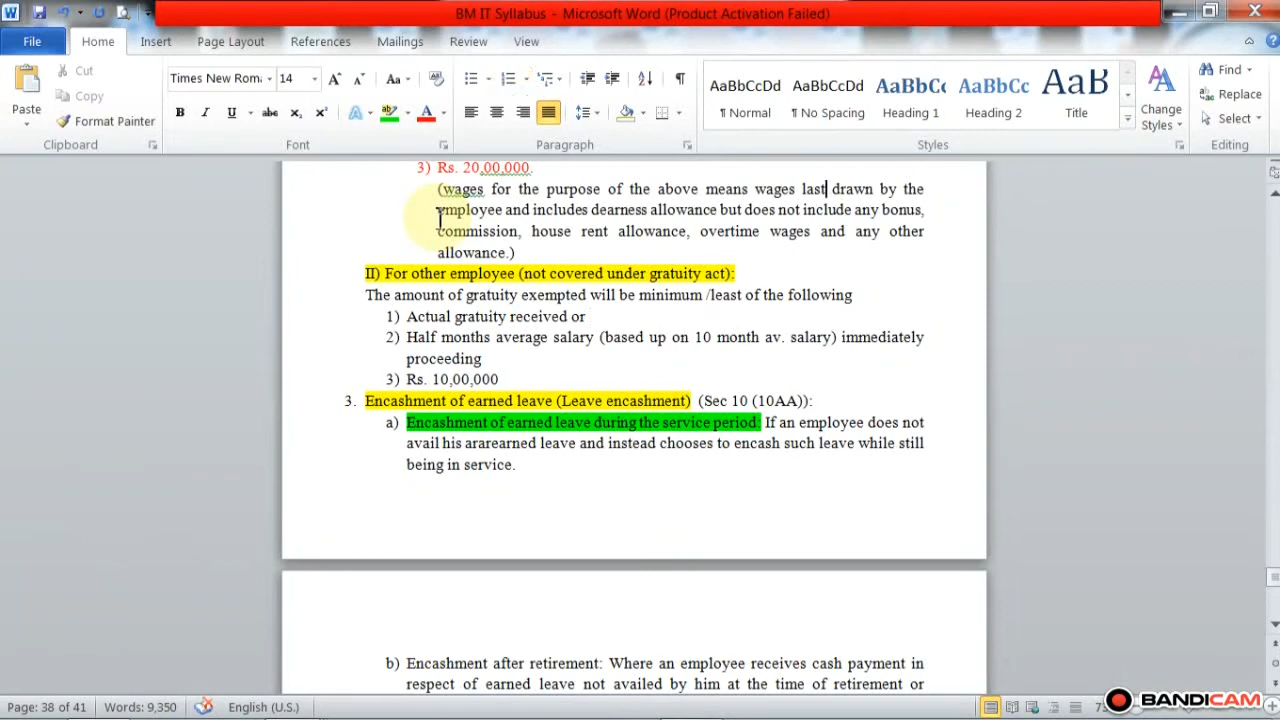 BM IT Syllabus - Microsoft Word (Product Activation Failed)
File Home Insert Page Layout References Mailings Review View
Paste
Cut
Copy
Format Painter
Clipboard
Times New Roma 14
Font
Paragraph
AaBbCcDd AaBbCcDd AaBbCc AaBbCc AaB
¶ Normal ¶ No Spacing Heading 1 Heading 2 Title
Change
Styles
Styles
Find
Replace
Select
Editing
3) Rs. 20,00,000.
(wages for the purpose of the above means wages last drawn by the
employee and includes dearness allowance but does not include any bonus,
commission, house rent allowance, overtime wages and any other
allowance.)
II) For other employee (not covered under gratuity act):
The amount of gratuity exempted will be minimum /least of the following
1) Actual gratuity received or
2) Half months average salary (based up on 10 month av. salary) immediately
proceeding
3) Rs. 10,00,000
3. Encashment of earned leave (Leave encashment) (Sec 10 (10AA)):
a) Encashment of earned leave during the service period: If an employee does not
avail his ararearned leave and instead chooses to encash such leave while still
being in service.
b) Encashment after retirement: Where an employee receives cash payment in
respect of earned leave not availed by him at the time of retirement or
Page: 38 of 41 Words: 9,350 English (U.S.)
BANDICAM